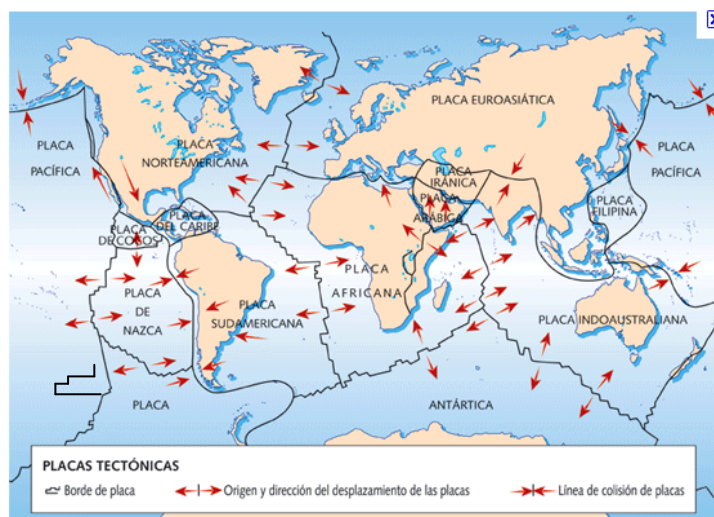 PLACA EUROASIÁTICA
PLACA
PACÍFICA
PLACA
NORTEAMERICANA
PLACA
IRÁNICA
PLACA
ARÁBIGA
PLACA
PACÍFICA
PLACA
FILIPINA
PLACA
DEL CARIBE
PLACA
DE COCOS
PLACA
AFRICANA
PLACA
DE
NAZCA
PLACA
SUDAMERICANA
PLACA INDOAUSTRALIANA
PLACA
ANTÁRTICA
PLACAS TECTÓNICAS
Borde de placa
Origen y dirección del desplazamiento de las placas
Línea de colisión de placas